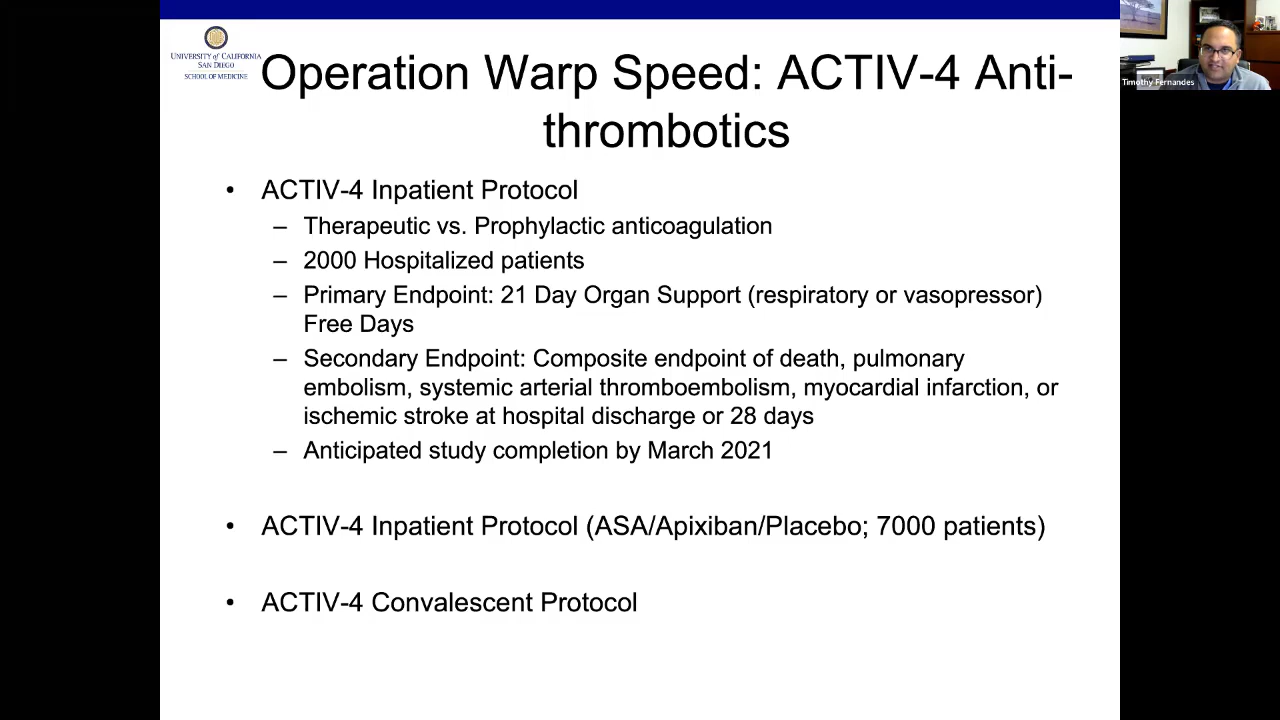 UNIVERSITY of CALIFORNIA
SAN DIEGO
SCHOOL OF MEDICINE
Operation Warp Speed: ACTIV-4 Anti-
thrombotics
Timothy Fernandes
• ACTIV-4 Inpatient Protocol
– Therapeutic vs. Prophylactic anticoagulation
– 2000 Hospitalized patients
– Primary Endpoint: 21 Day Organ Support (respiratory or vasopressor)
Free Days
– Secondary Endpoint: Composite endpoint of death, pulmonary
embolism, systemic arterial thromboembolism, myocardial infarction, or
ischemic stroke at hospital discharge or 28 days
– Anticipated study completion by March 2021
• ACTIV-4 Inpatient Protocol (ASA/Apixiban/Placebo; 7000 patients)
• ACTIV-4 Convalescent Protocol